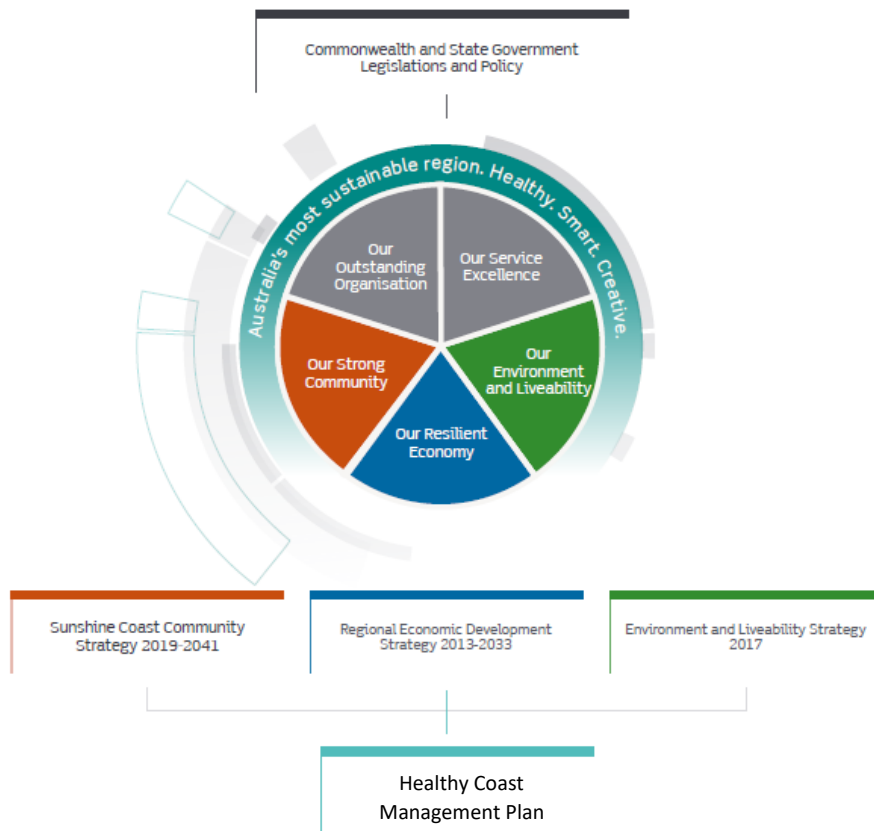 Commonwealth and State Government
Legislations and Policy
Australia's most sustainable region. Healthy. Smart. Creative.
Our
Outstanding
Organisation
Our Service
Excellence
Our Strong
Community
Our
Environment
and Liveability
Our Resilient
Economy
Sunshine Coast Community
Strategy 2019-2041
Regional Economic Development
Strategy 2013-2033
Environment and Liveability Strategy
2017
Healthy Coast
Management Plan